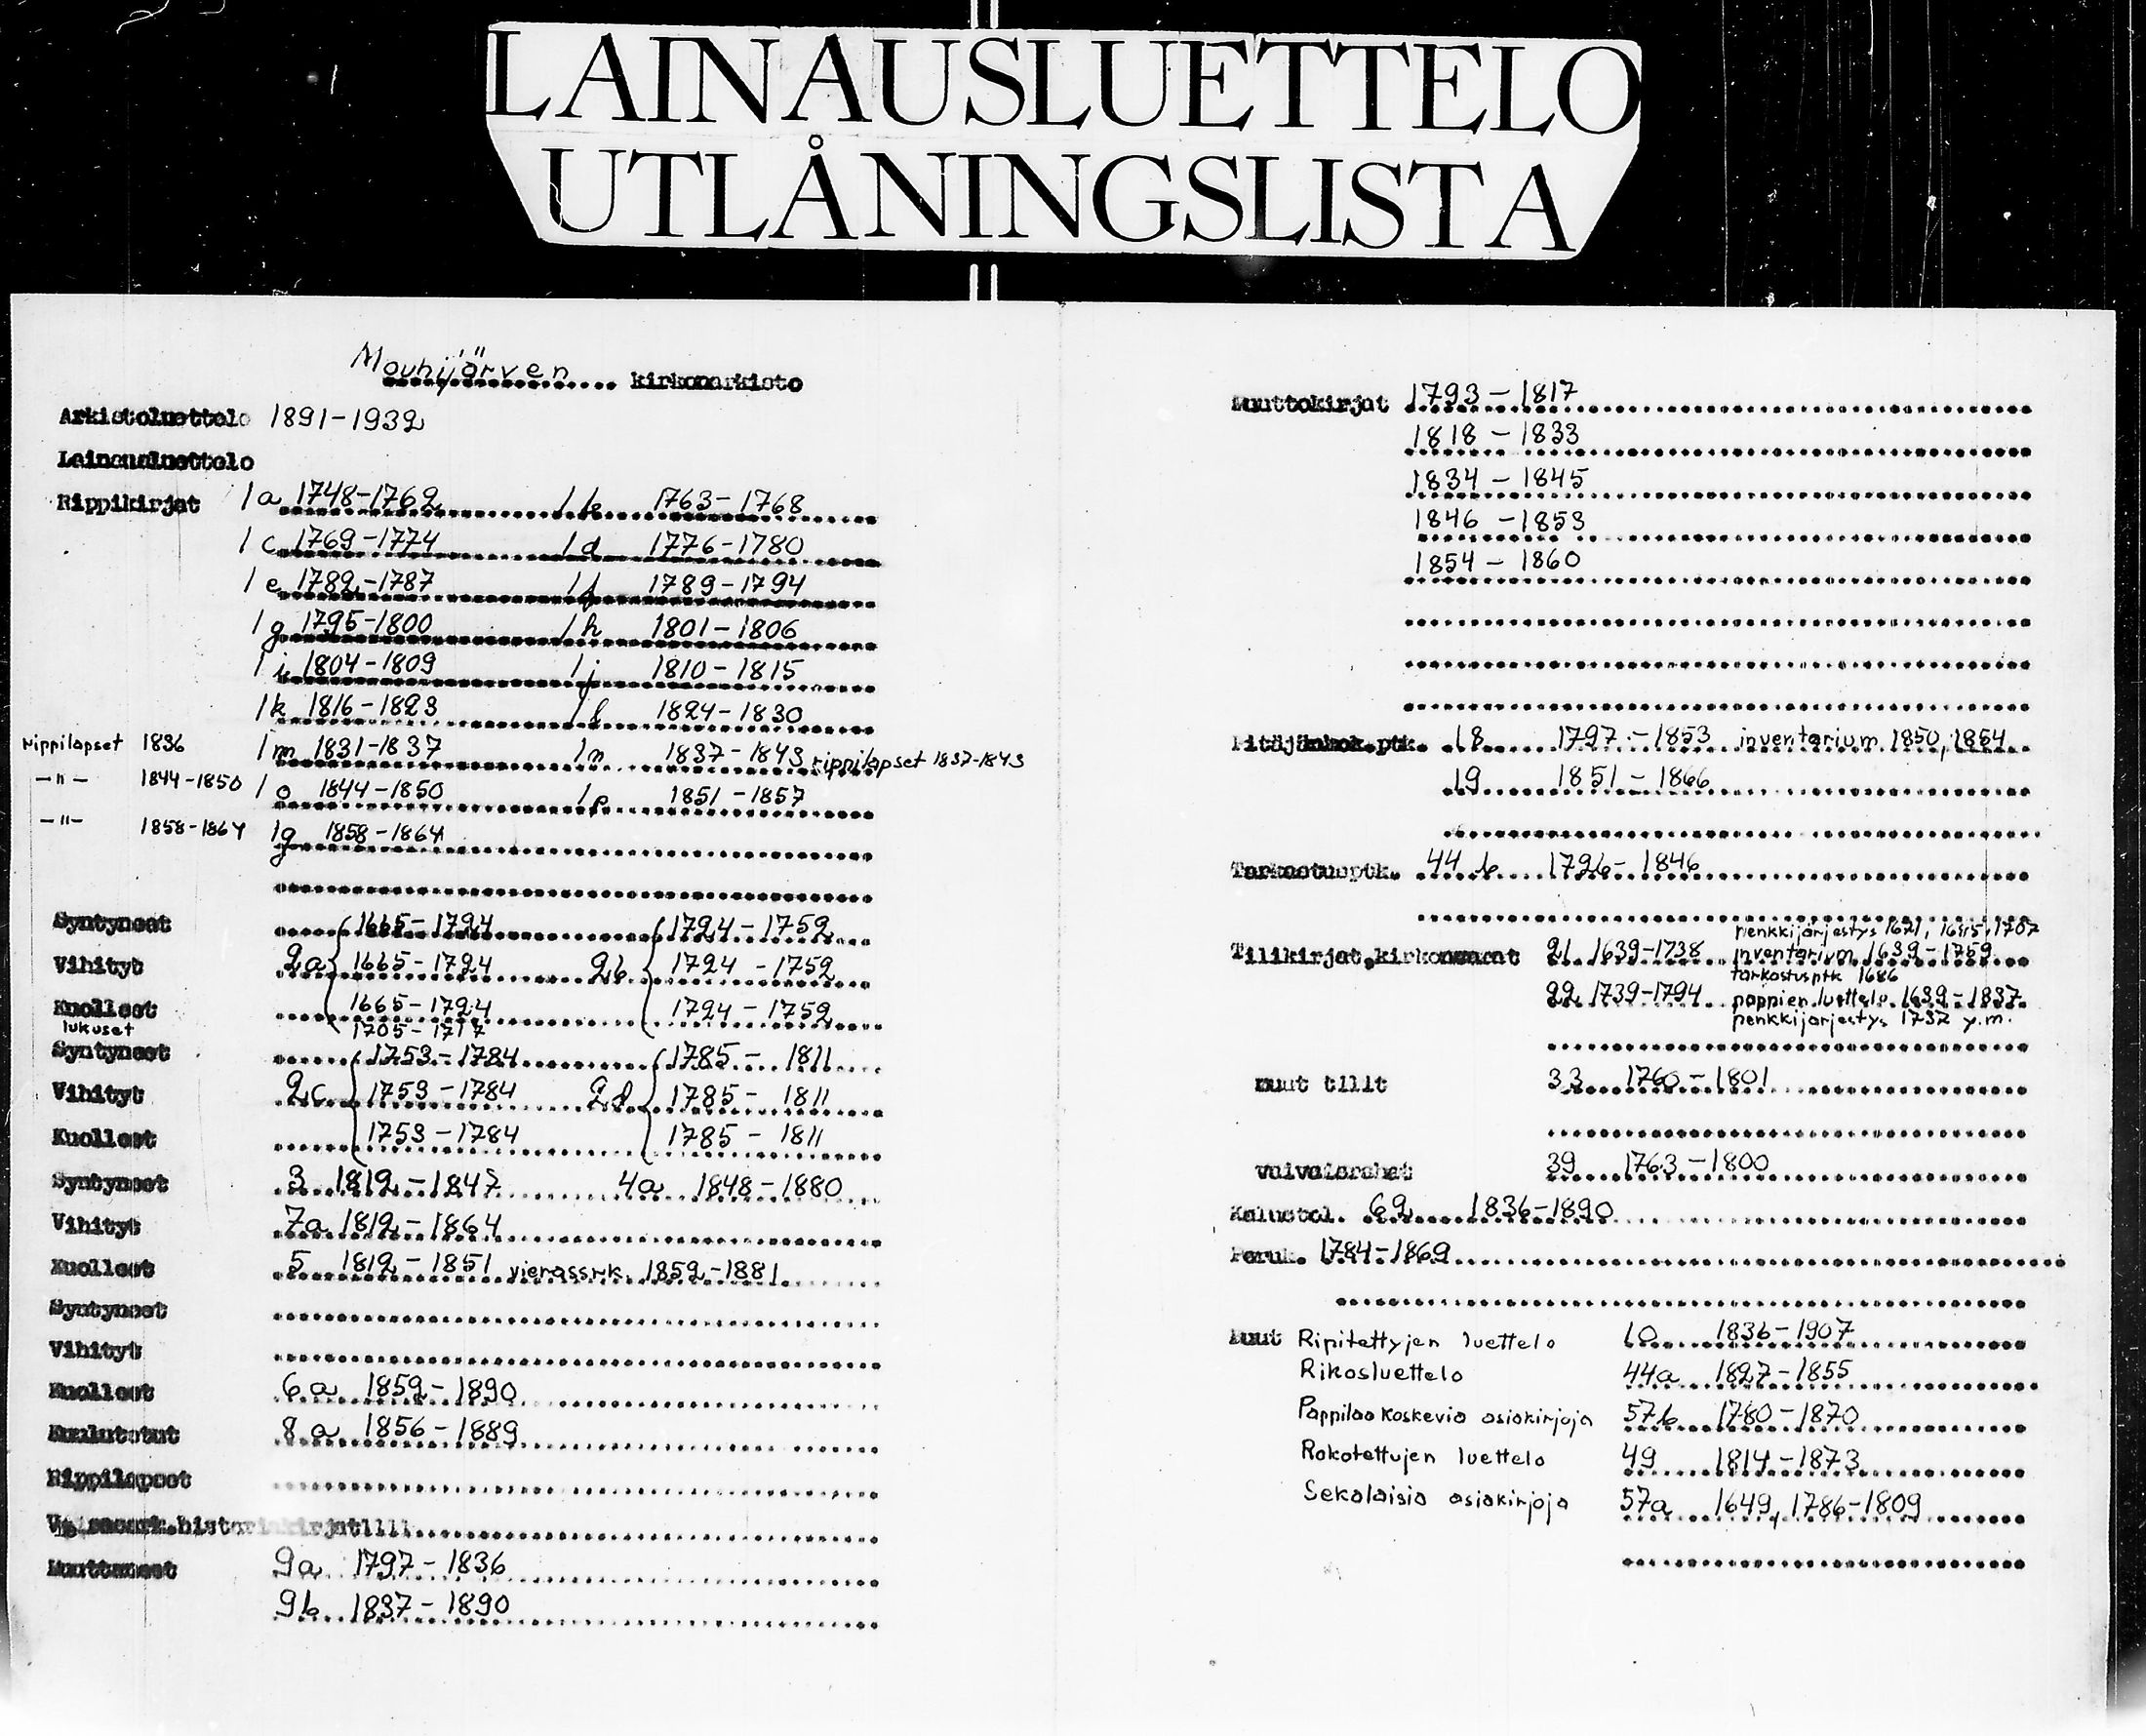 LAINAUSLUETTELO
UTLÅNINGSLISTA
Mouhijärven kirkonarkisto
Arkistoluettelo 1891-1932
Lainausluettelo
Rippikirjat 1a 1748-1762 1b 1763-1768
1c 1769-1774 1d 1776-1780
1e 1782-1787 1f 1789-1794
1g 1795-1800 1h 1801-1806
1i 1804-1809 1j 1810-1815
1k 1816-1823 1l 1824-1830
rippilapset 1836 1m 1831-1837 1n 1837-1843 rippilapset 1837-1843
-"- 1844-1850 1o 1844-1850 1p 1851-1857
-"- 1858-1864 1q 1858-1864
Syntyneet 1665-1724 1724-1752
Vihityt 2a 1665-1724 2b 1724-1752
Kuolleet 1665-1724 1724-1752
lukuset 1705-1717
Syntyneet 1753-1784 1785-1811
Vihityt 2c 1753-1784 2d 1785-1811
Kuolleet 1753-1784 1785-1811
Syntyneet 3 1812-1847 4a 1848-1880
Vihityt 7a 1812-1864
Kuolleet 5 1812-1851 vierassrk. 1852-1881
Syntyneet
Vihityt
Kuolleet 6a 1852-1890
Kuulutetut 8a 1856-1889
Rippilapset
Muuttaneet 9a 1797-1836
9b 1837-1890
Muuttokirjat 1793-1817
1818-1833
1834-1845
1846-1853
1854-1860
Pitäjänkok.ptk. 18 1797-1853 inventarium 1850, 1854
19 1851-1866
Tarkastusptk. 44 b 1726-1846
penkkijärjestys 1621, 1695, 1707
Tilikirjat,kirkonvarat 21 1639-1738 inventarium 1639-1759
tarkastusptk 1686
22 1739-1794 pappien luettelo 1639-1837
penkkijärjestys 1737 y.m.
muut tilit 33 1760-1801
vaivaisrahat 39 1763-1800
Kalustol. 62 1836-1890
Peruk. 1784-1869
Muut Ripitettyjen luettelo 10 1836-1907
Rikosluettelo 44a 1827-1855
Pappilaa koskevia asiakirjoja 57b 1780-1870
Rokotettujen luettelo 49 1814-1873
Sekalaisia asiakirjoja 57a 1649, 1786-1809